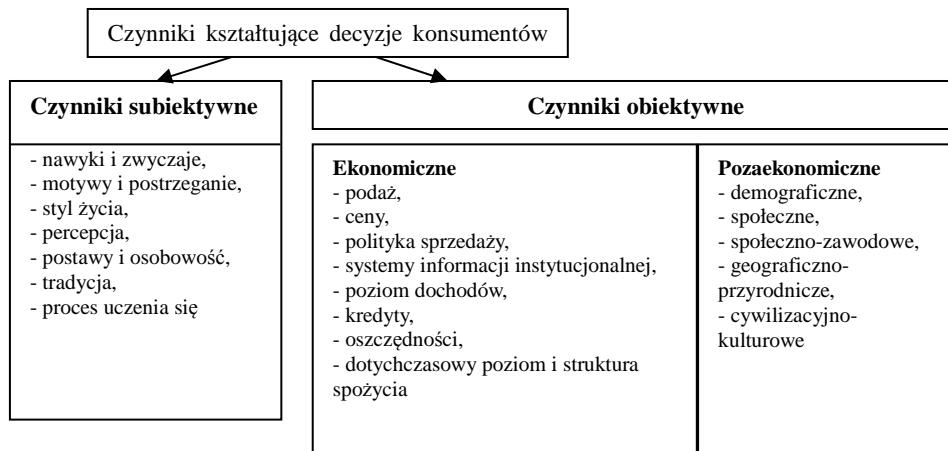 Czynniki kształtujące decyzje konsumentów
Czynniki subiektywne
- nawyki i zwyczaje,
- motywy i postrzeganie,
- styl życia,
- percepcja,
- postawy i osobowość,
- tradycja,
- proces uczenia się
Czynniki obiektywne
Ekonomiczne
- podaż,
- ceny,
- polityka sprzedaży,
- systemy informacji instytucjonalnej,
- poziom dochodów,
- kredyty,
- oszczędności,
- dotychczasowy poziom i struktura
spożycia
Pozaekonomiczne
- demograficzne,
- społeczne,
- społeczno-zawodowe,
- geograficzno-
przyrodnicze,
- cywilizacyjno-
kulturowe